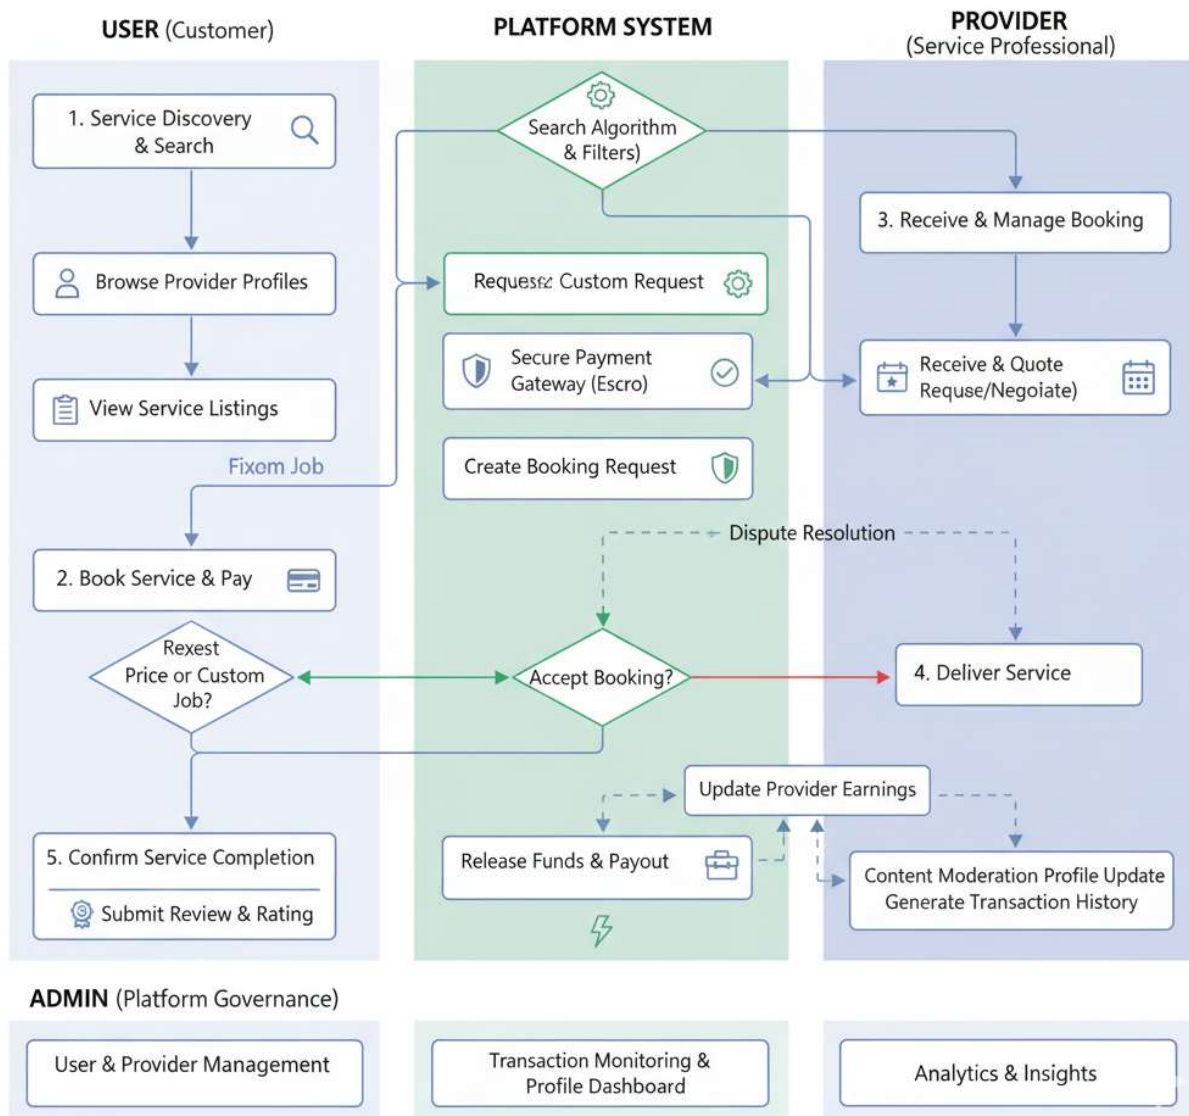 USER (Customer)
PLATFORM SYSTEM
PROVIDER
(Service Professional)
1. Service Discovery
& Search
Browse Provider Profiles
View Service Listings
Fixom Job
2. Book Service & Pay
Rexest
Price or Custom
Job?
5. Confirm Service Completion
Submit Review & Rating
Search Algorithm
& Filters)
Custom Request
Secure Payment
Gateway (Escro)
Create Booking Request
Dispute Resolution
Accept Booking?
Update Provider Earnings
Release Funds & Payout
3. Receive & Manage Booking
Receive & Quote
Requse/Negoiate)
4. Deliver Service
Content Moderation Profile Update
Generate Transaction History
ADMIN (Platform Governance)
User & Provider Management
Transaction Monitoring &
Profile Dashboard
Analytics & Insights